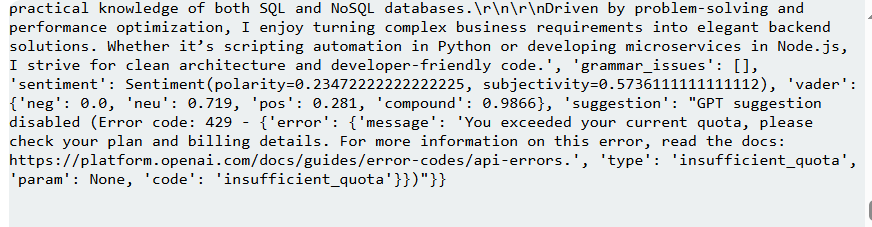 practical knowledge of both SQL and NoSQL databases.\r\n\r\nDriven by problem-solving and
performance optimization, I enjoy turning complex business requirements into elegant backend
solutions. Whether it’s scripting automation in Python or developing microservices in Node.js,
I strive for clean architecture and developer-friendly code.', 'grammar_issues': [],
'sentiment': Sentiment(polarity=0.23472222222222225, subjectivity=0.5736111111111112), 'vader':
{'neg': 0.0, 'neu': 0.719, 'pos': 0.281, 'compound': 0.9866}, 'suggestion': "GPT suggestion
disabled (Error code: 429 - {'error': {'message': 'You exceeded your current quota, please
check your plan and billing details. For more information on this error, read the docs:
https://platform.openai.com/docs/guides/error-codes/api-errors.', 'type': 'insufficient_quota',
'param': None, 'code': 'insufficient_quota'}})"}}